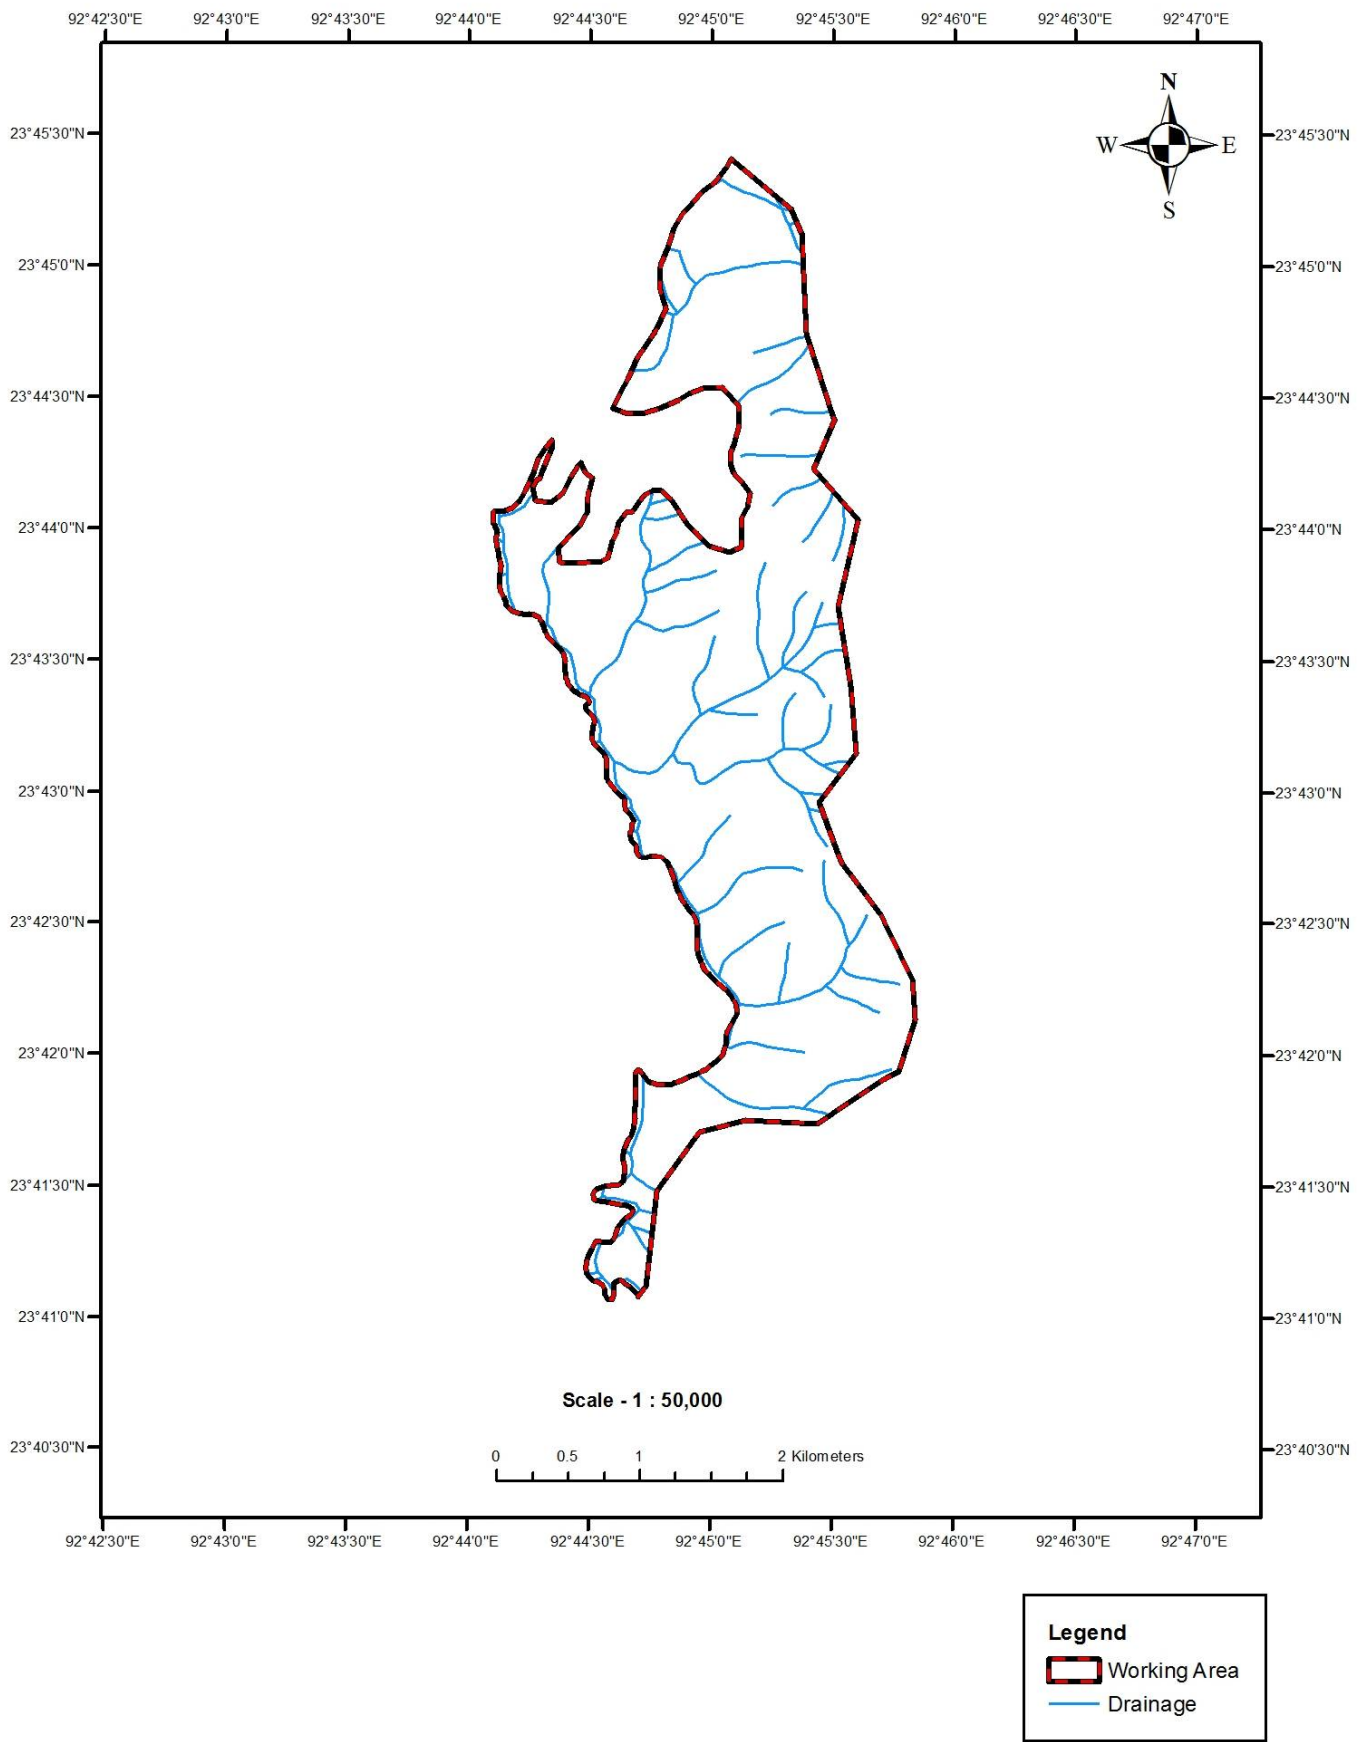 92°42'30"E 92°43'0"E 92°43'30"E 92°44'0"E 92°44'30"E 92°45'0"E 92°45'30"E 92°46'0"E 92°46'30"E 92°47'0"E
N
W E
S
23°45'30"N 23°45'30"N
23°45'0"N 23°45'0"N
23°44'30"N 23°44'30"N
23°44'0"N 23°44'0"N
23°43'30"N 23°43'30"N
23°43'0"N 23°43'0"N
23°42'30"N 23°42'30"N
23°42'0"N 23°42'0"N
23°41'30"N 23°41'30"N
23°41'0"N 23°41'0"N
Scale - 1 : 50,000
23°40'30"N 23°40'30"N
0 0.5 1 2 Kilometers
92°42'30"E 92°43'0"E 92°43'30"E 92°44'0"E 92°44'30"E 92°45'0"E 92°45'30"E 92°46'0"E 92°46'30"E 92°47'0"E
Legend
Working Area
Drainage